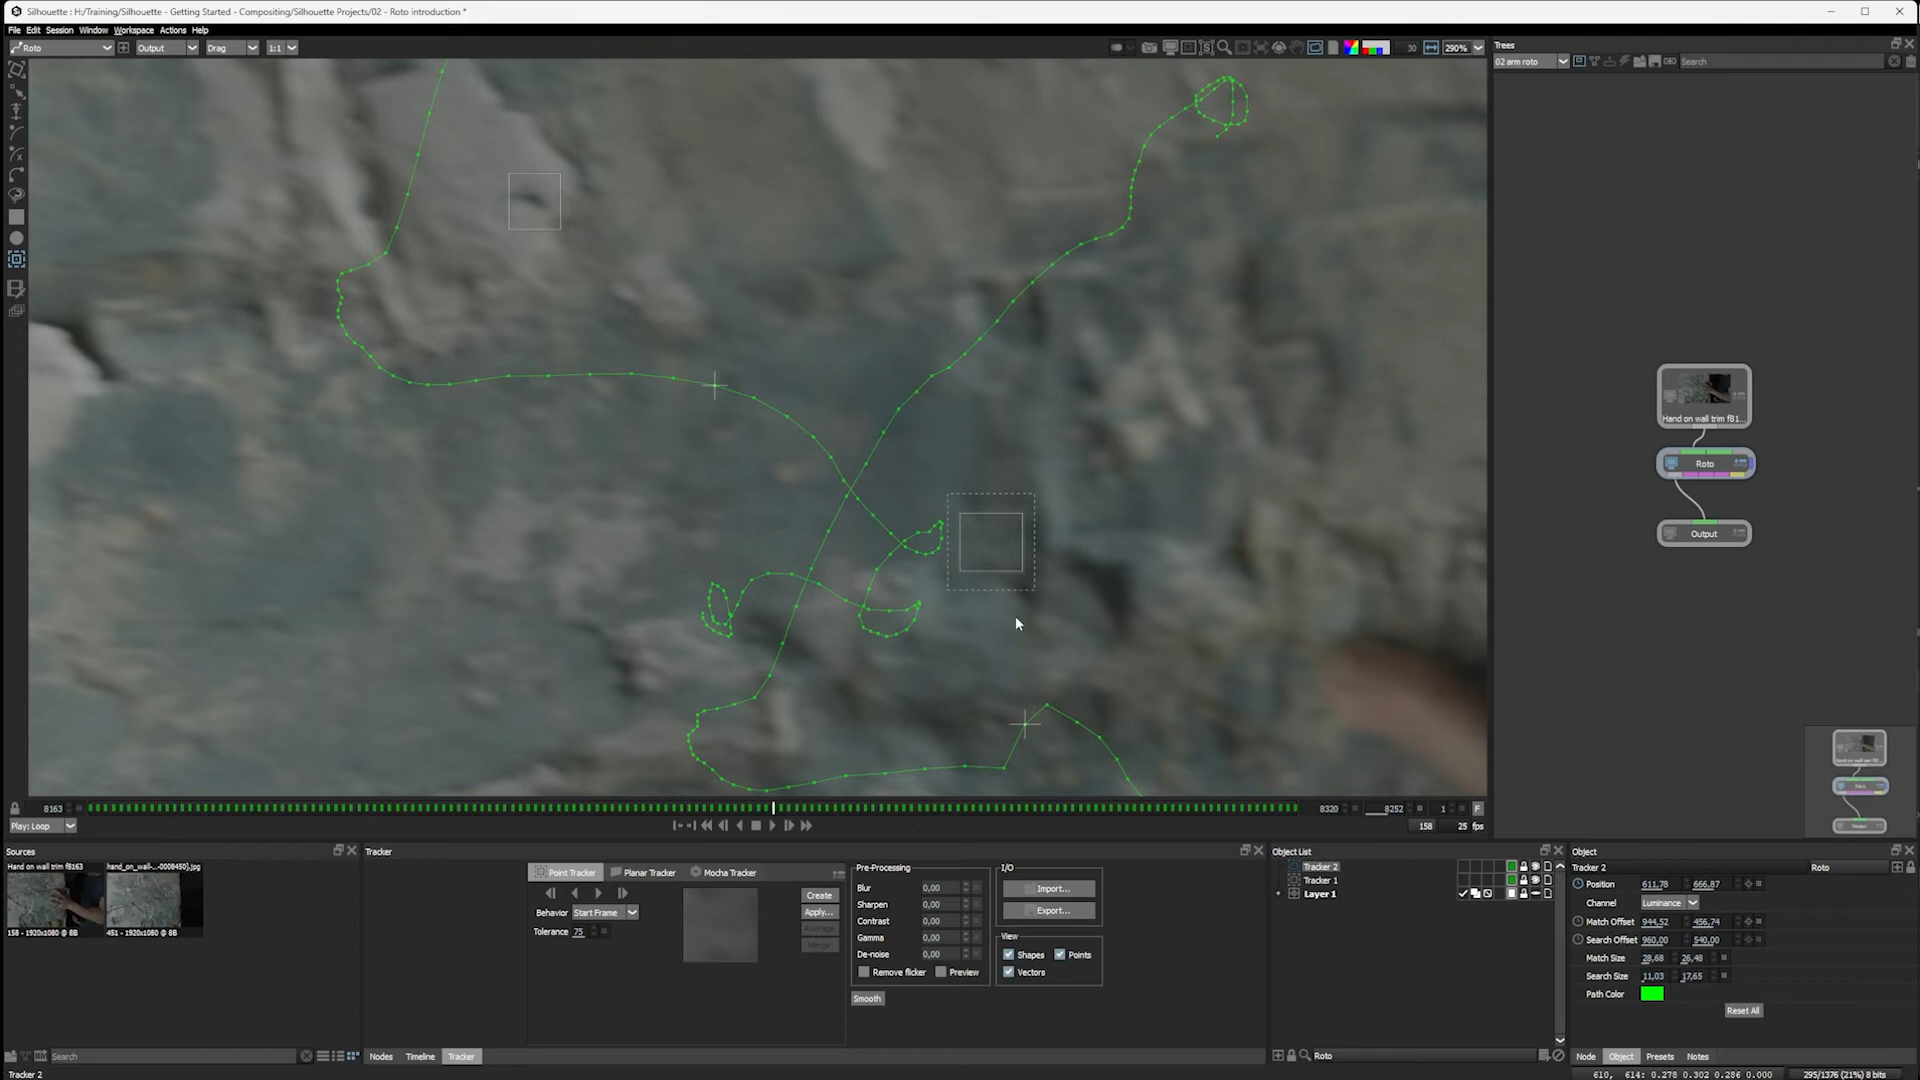 Silhouette : H:/Training/Silhouette - Getting Started - Compositing/Silhouette Projects/02 - Roto introduction *
File Edit Session Window Workspace Actions Help
Roto Output Drag 1:1 30 290%
Trees
02 arm roto Search
Hand on wall trim f81...
Roto
Output
8163 8320 8252 1 F
Play: Loop 158 25 fps
Sources
Hand on wall trim f8163
158 - 1920x1080 @ 8B 451 - 1920x1080 @ 8B
Search
Tracker
Point Tracker Planar Tracker Mocha Tracker
Behavior Start Frame
Tolerance 75
Create
Apply...
Average
Merge
Pre-Processing
Blur 0,00
Sharpen 0,00
Contrast 0,00
Gamma 0,00
De-noise 0,00
Remove flicker Preview
Smooth
I/O
Import...
Export...
View
Shapes Points
Vectors
Nodes Timeline Tracker
Object List
Tracker 2
Tracker 1
Layer 1
Roto
Object
Tracker 2 Roto
Position 611,78 666,87
Channel Luminance
Match Offset 944,52 456,74
Search Offset 960,00 540,00
Match Size 28,68 26,48
Search Size 11,03 17,65
Path Color
Reset All
Node Object Presets Notes
Tracker 2
610, 614: 0.278 0.302 0.286 0.000 295/1376 (21%) 8 bits